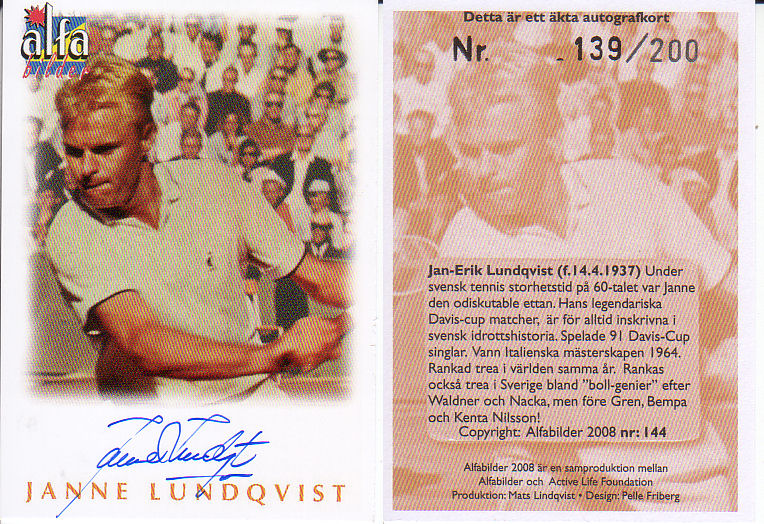 alfa
bilder
JANNE LUNDQVIST
Detta är ett äkta autografkort
Nr. 139/200
Jan-Erik Lundqvist (f.14.4.1937) Under
svensk tennis storhetstid på 60-talet var Janne
den odiskutable ettan. Hans legendariska
Davis-cup matcher, är för alltid inskrivna i
svensk idrottshistoria. Spelade 91 Davis-Cup
singlar. Vann Italienska mästerskapen 1964.
Rankad trea i världen samma år. Rankas
också trea i Sverige bland "boll-genier" efter
Waldner och Nacka, men före Gren, Bempa
och Kenta Nilsson!
Copyright: Alfabilder 2008 nr: 144
Alfabilder 2008 är en samproduktion mellan
Alfabilder och Active Life Foundation
Produktion: Mats Lindqvist • Design: Pelle Friberg